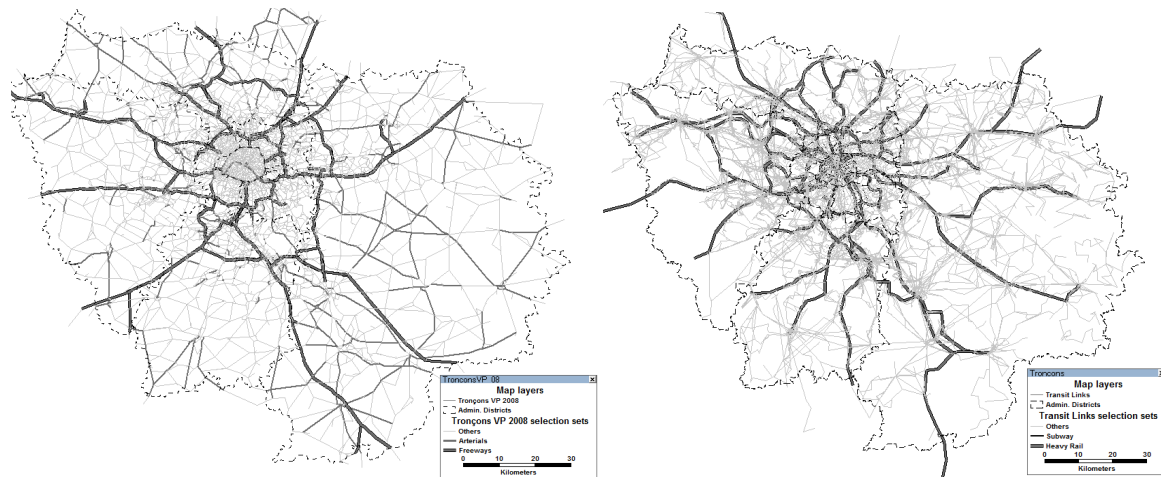 TronconsVP_08
Map layers
Tronçons VP 2008
Admin. Districts
Tronçons VP 2008 selection sets
Others
Arterials
Freeways
0 10 20 30
Kilometers
Troncons
Map layers
Transit Links
Admin. Districts
Transit Links selection sets
Others
Subway
Heavy Rail
0 10 20 30
Kilometers